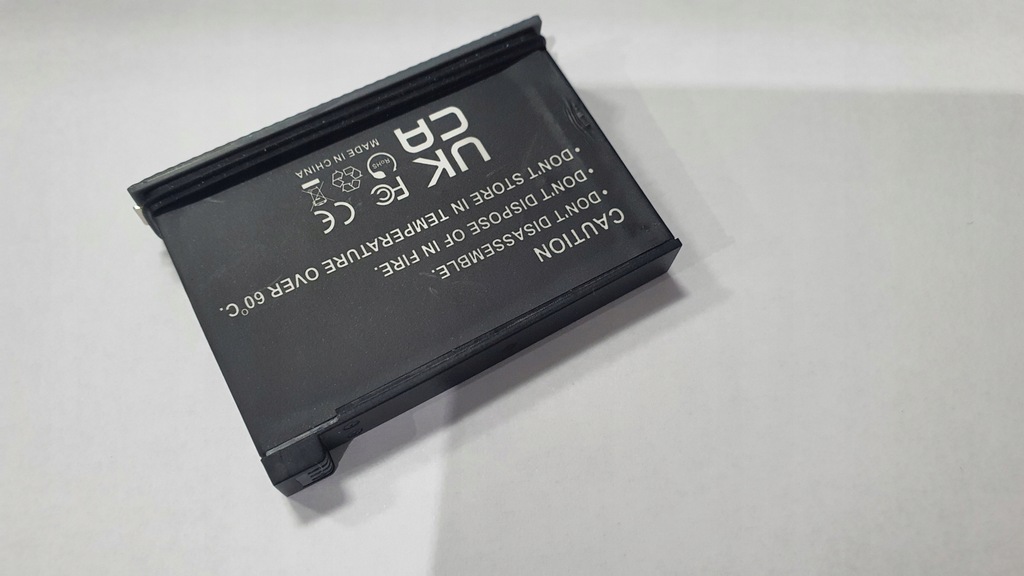 CAUTION
· DON'T DISASSEMBLE.
· DON'T DISPOSE OF IN FIRE.
· DON'T STORE IN TEMPERATURE OVER 60°C.
UK
CA
FC
CE
RoHS
MADE IN CHINA